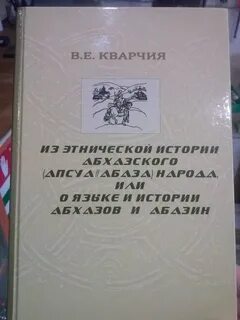 В.Е. КВАРЧИЯ
ИЗ ЭТНИЧЕСКОЙ ИСТОРИИ
АБХАЗСКОГО
(АПСУА//АБАЗА) НАРОДА,
ИЛИ
О ЯЗЫКЕ И ИСТОРИИ
АБХАЗОВ И АБАЗИН